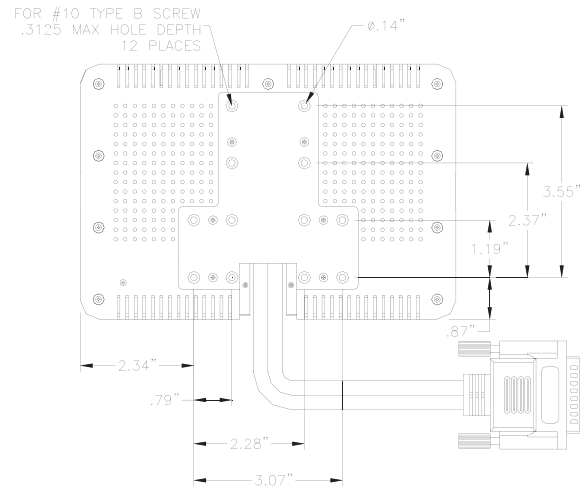 FOR #10 TYPE B SCREW
.3125 MAX HOLE DEPTH
12 PLACES
ø.14"
3.55"
2.37"
1.19"
.87"
2.34"
.79"
2.28"
3.07"